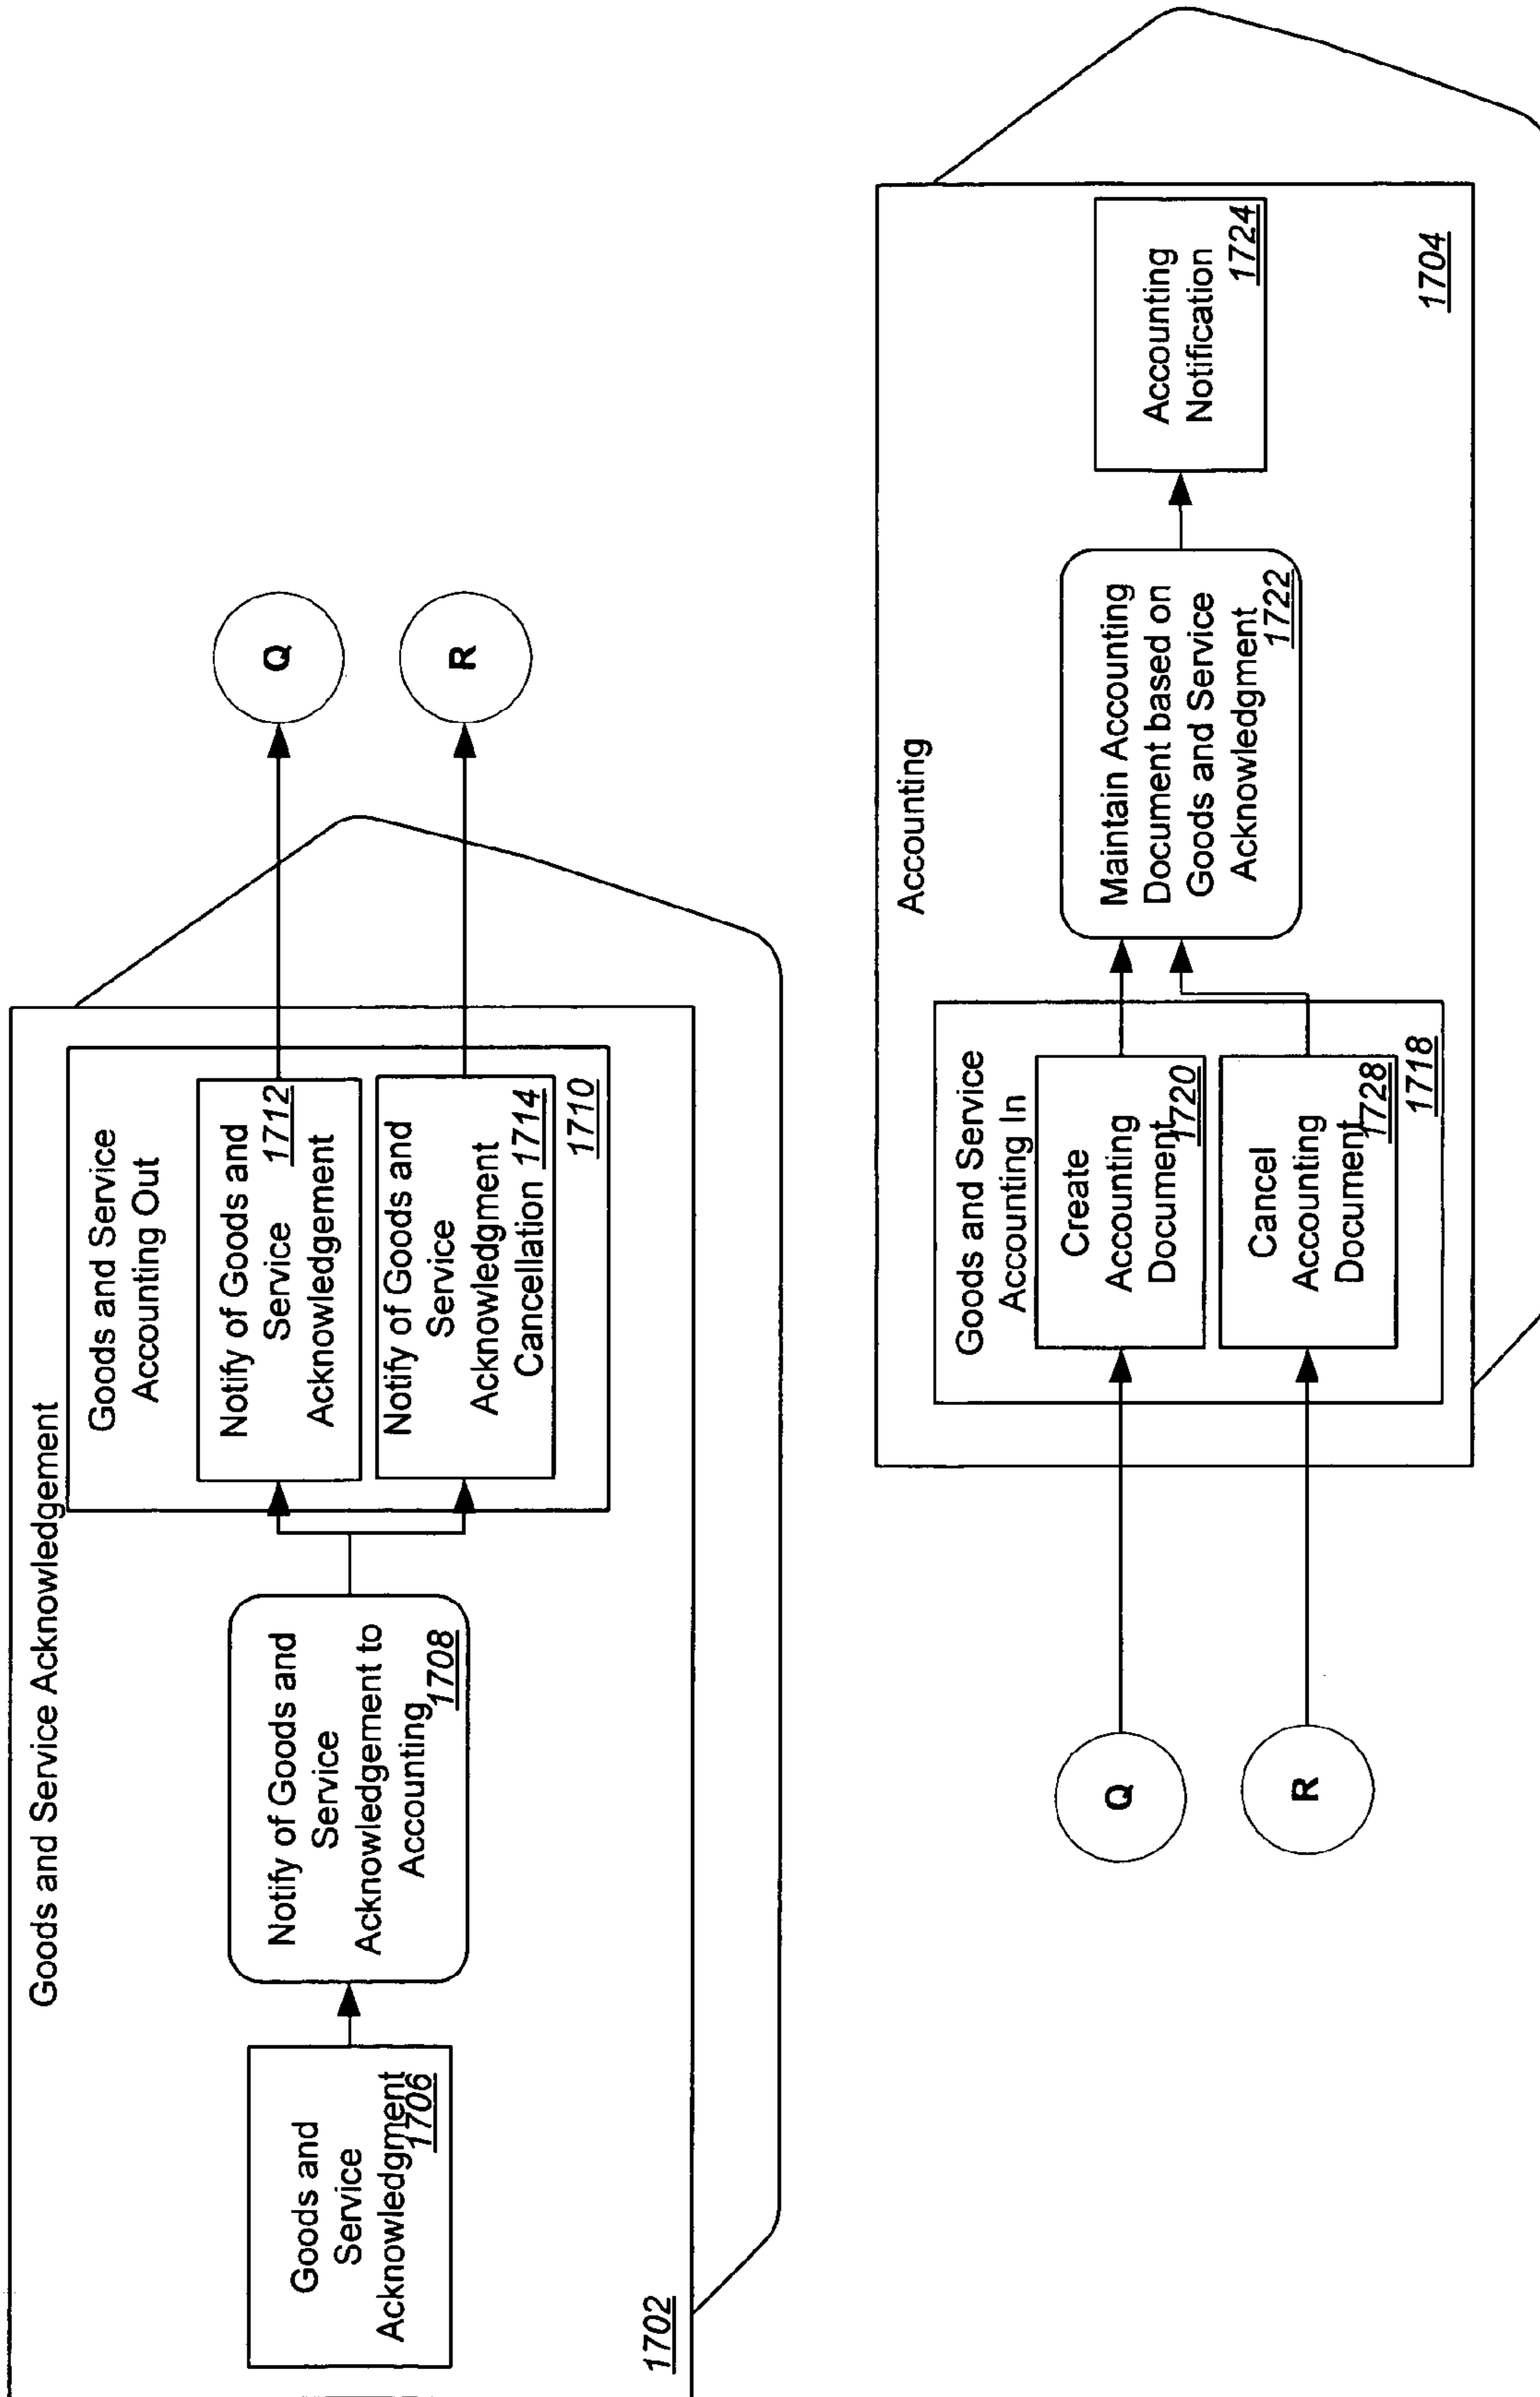 Goods and Service Acknowledgement
Goods and
Service
Acknowledgment
1706
Notify of Goods and
Service
Acknowledgement to
Accounting
1708
Goods and Service
Accounting Out
Notify of Goods and
Service 1712
Acknowledgement
Notify of Goods and
Service
Acknowledgment
Cancellation 1714
1710
1702
Q
R
Accounting
Q
R
Goods and Service
Accounting In
Create
Accounting
Document
1720
Cancel
Accounting
Document
1728
1718
Maintain Accounting
Document based on
Goods and Service
Acknowledgment
1722
Accounting
Notification
1724
1704